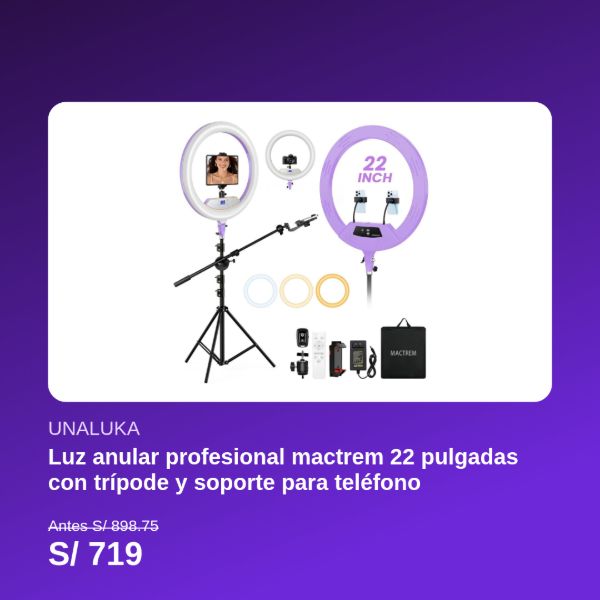 22
INCH
MACTREM
UNALUKA
Luz anular profesional mactrem 22 pulgadas
con trípode y soporte para teléfono
Antes S/ 898.75
S/ 719